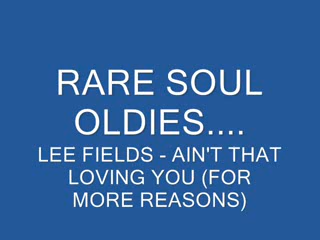 RARE SOUL
OLDIES....
LEE FIELDS - AIN'T THAT
LOVING YOU (FOR
MORE REASONS)